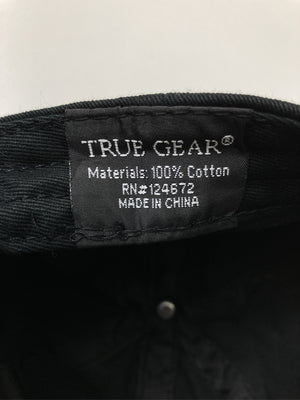 TRUE GEAR®
Materials: 100% Cotton
RN#124672
MADE IN CHINA